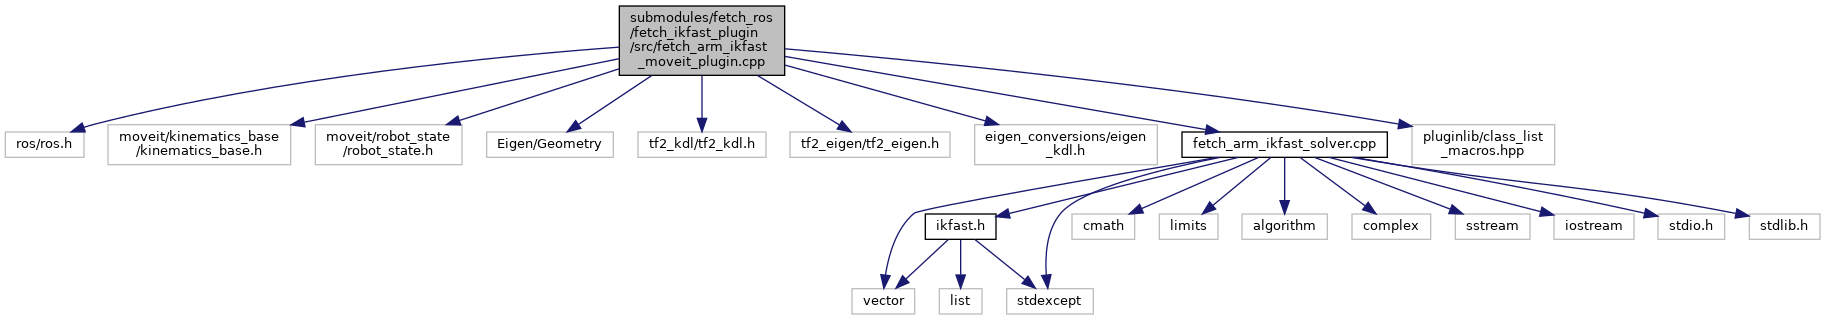 submodules/fetch_ros
/fetch_ikfast_plugin
/src/fetch_arm_ikfast
_moveit_plugin.cpp
ros/ros.h
moveit/kinematics_base
/kinematics_base.h
moveit/robot_state
/robot_state.h
Eigen/Geometry
tf2_kdl/tf2_kdl.h
tf2_eigen/tf2_eigen.h
eigen_conversions/eigen
_kdl.h
fetch_arm_ikfast_solver.cpp
pluginlib/class_list
_macros.hpp
ikfast.h
cmath
limits
algorithm
complex
sstream
iostream
stdio.h
stdlib.h
vector
list
stdexcept